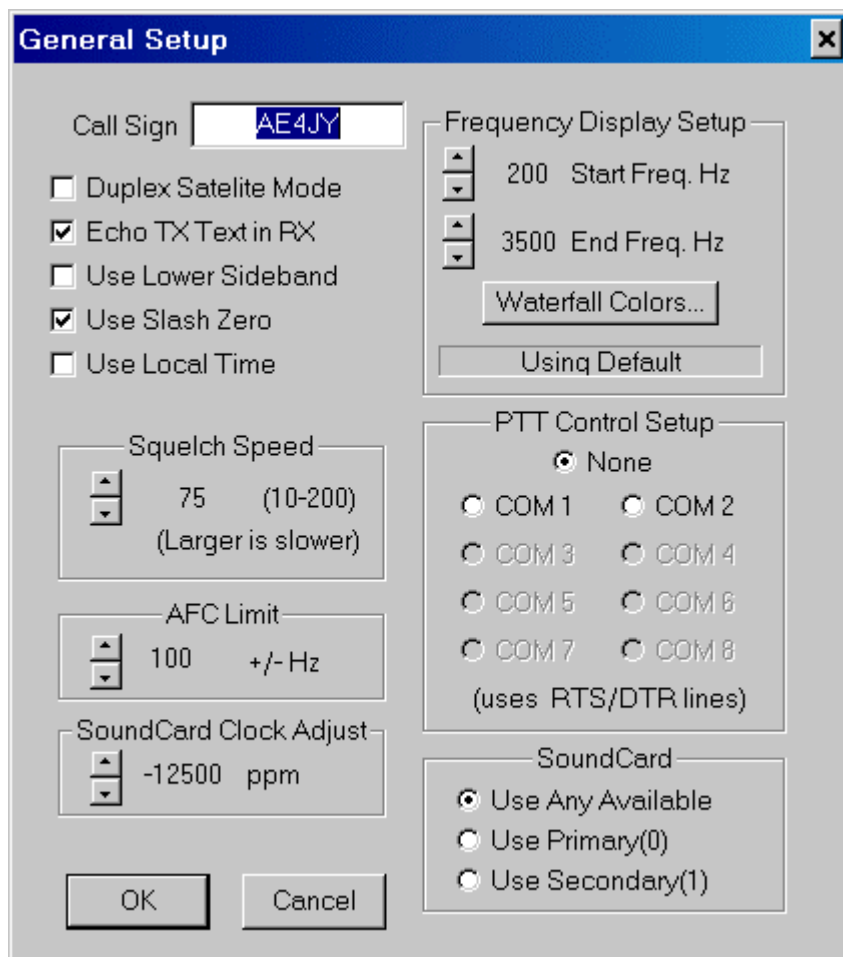 General Setup
Call Sign AE4JY
Duplex Satelite Mode
Echo TX Text in RX
Use Lower Sideband
Use Slash Zero
Use Local Time
Squelch Speed
75 (10-200)
(Larger is slower)
AFC Limit
100 +/- Hz
SoundCard Clock Adjust
-12500 ppm
OK Cancel
Frequency Display Setup
200 Start Freq. Hz
3500 End Freq. Hz
Waterfall Colors...
Using Default
PTT Control Setup
None
COM 1 COM 2
COM 3 COM 4
COM 5 COM 6
COM 7 COM 8
(uses RTS/DTR lines)
SoundCard
Use Any Available
Use Primary(0)
Use Secondary(1)